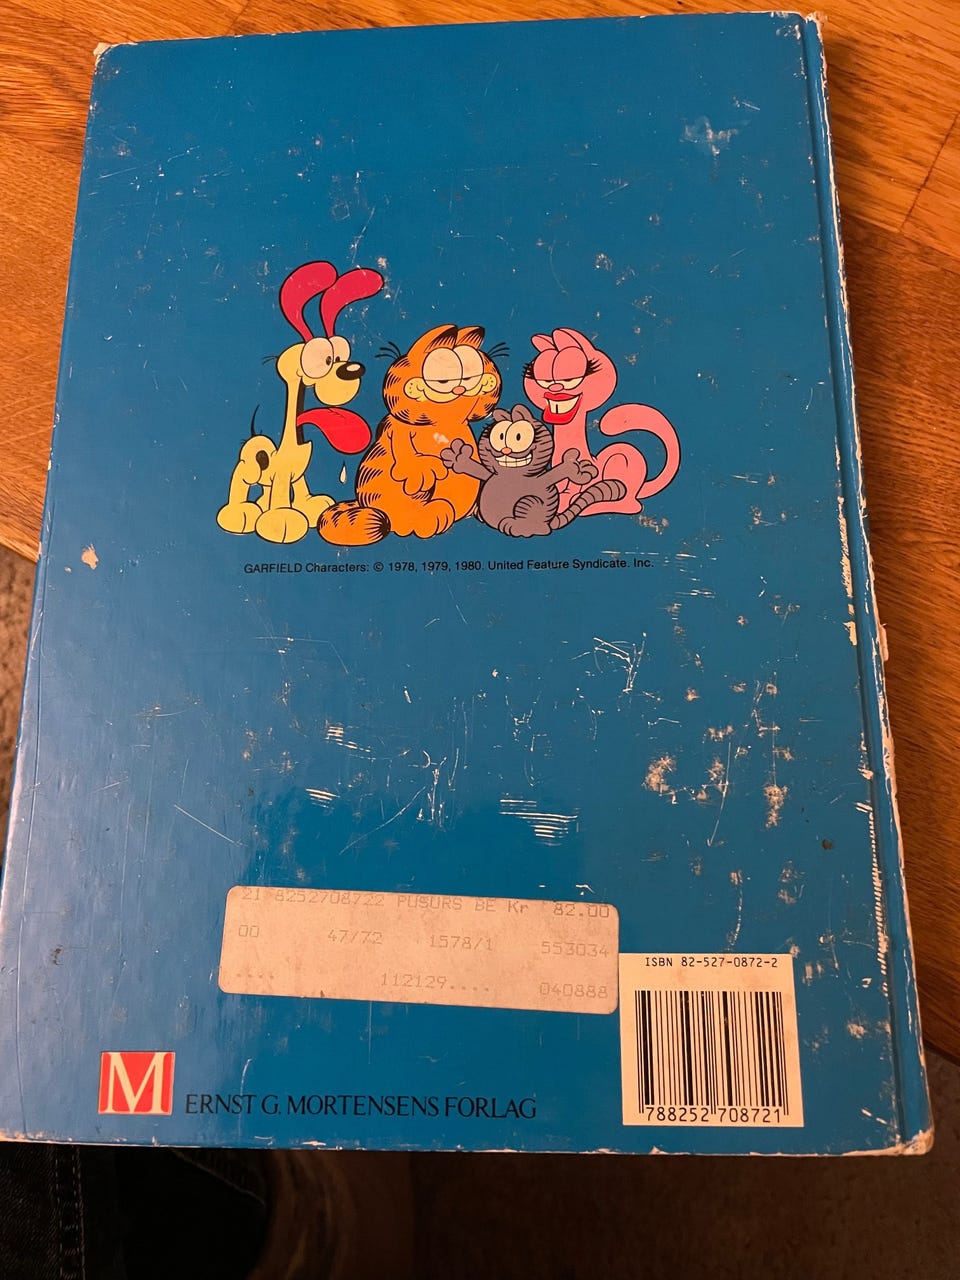 GARFIELD Characters: © 1978, 1979, 1980. United Feature Syndicate. Inc.
21 8252708722 PUSURS BE Kr 82.00
00 47/72 1578/1 553034
.... 112129.... 040888
ISBN 82-527-0872-2
788252 708721
M ERNST G. MORTENSENS FORLAG